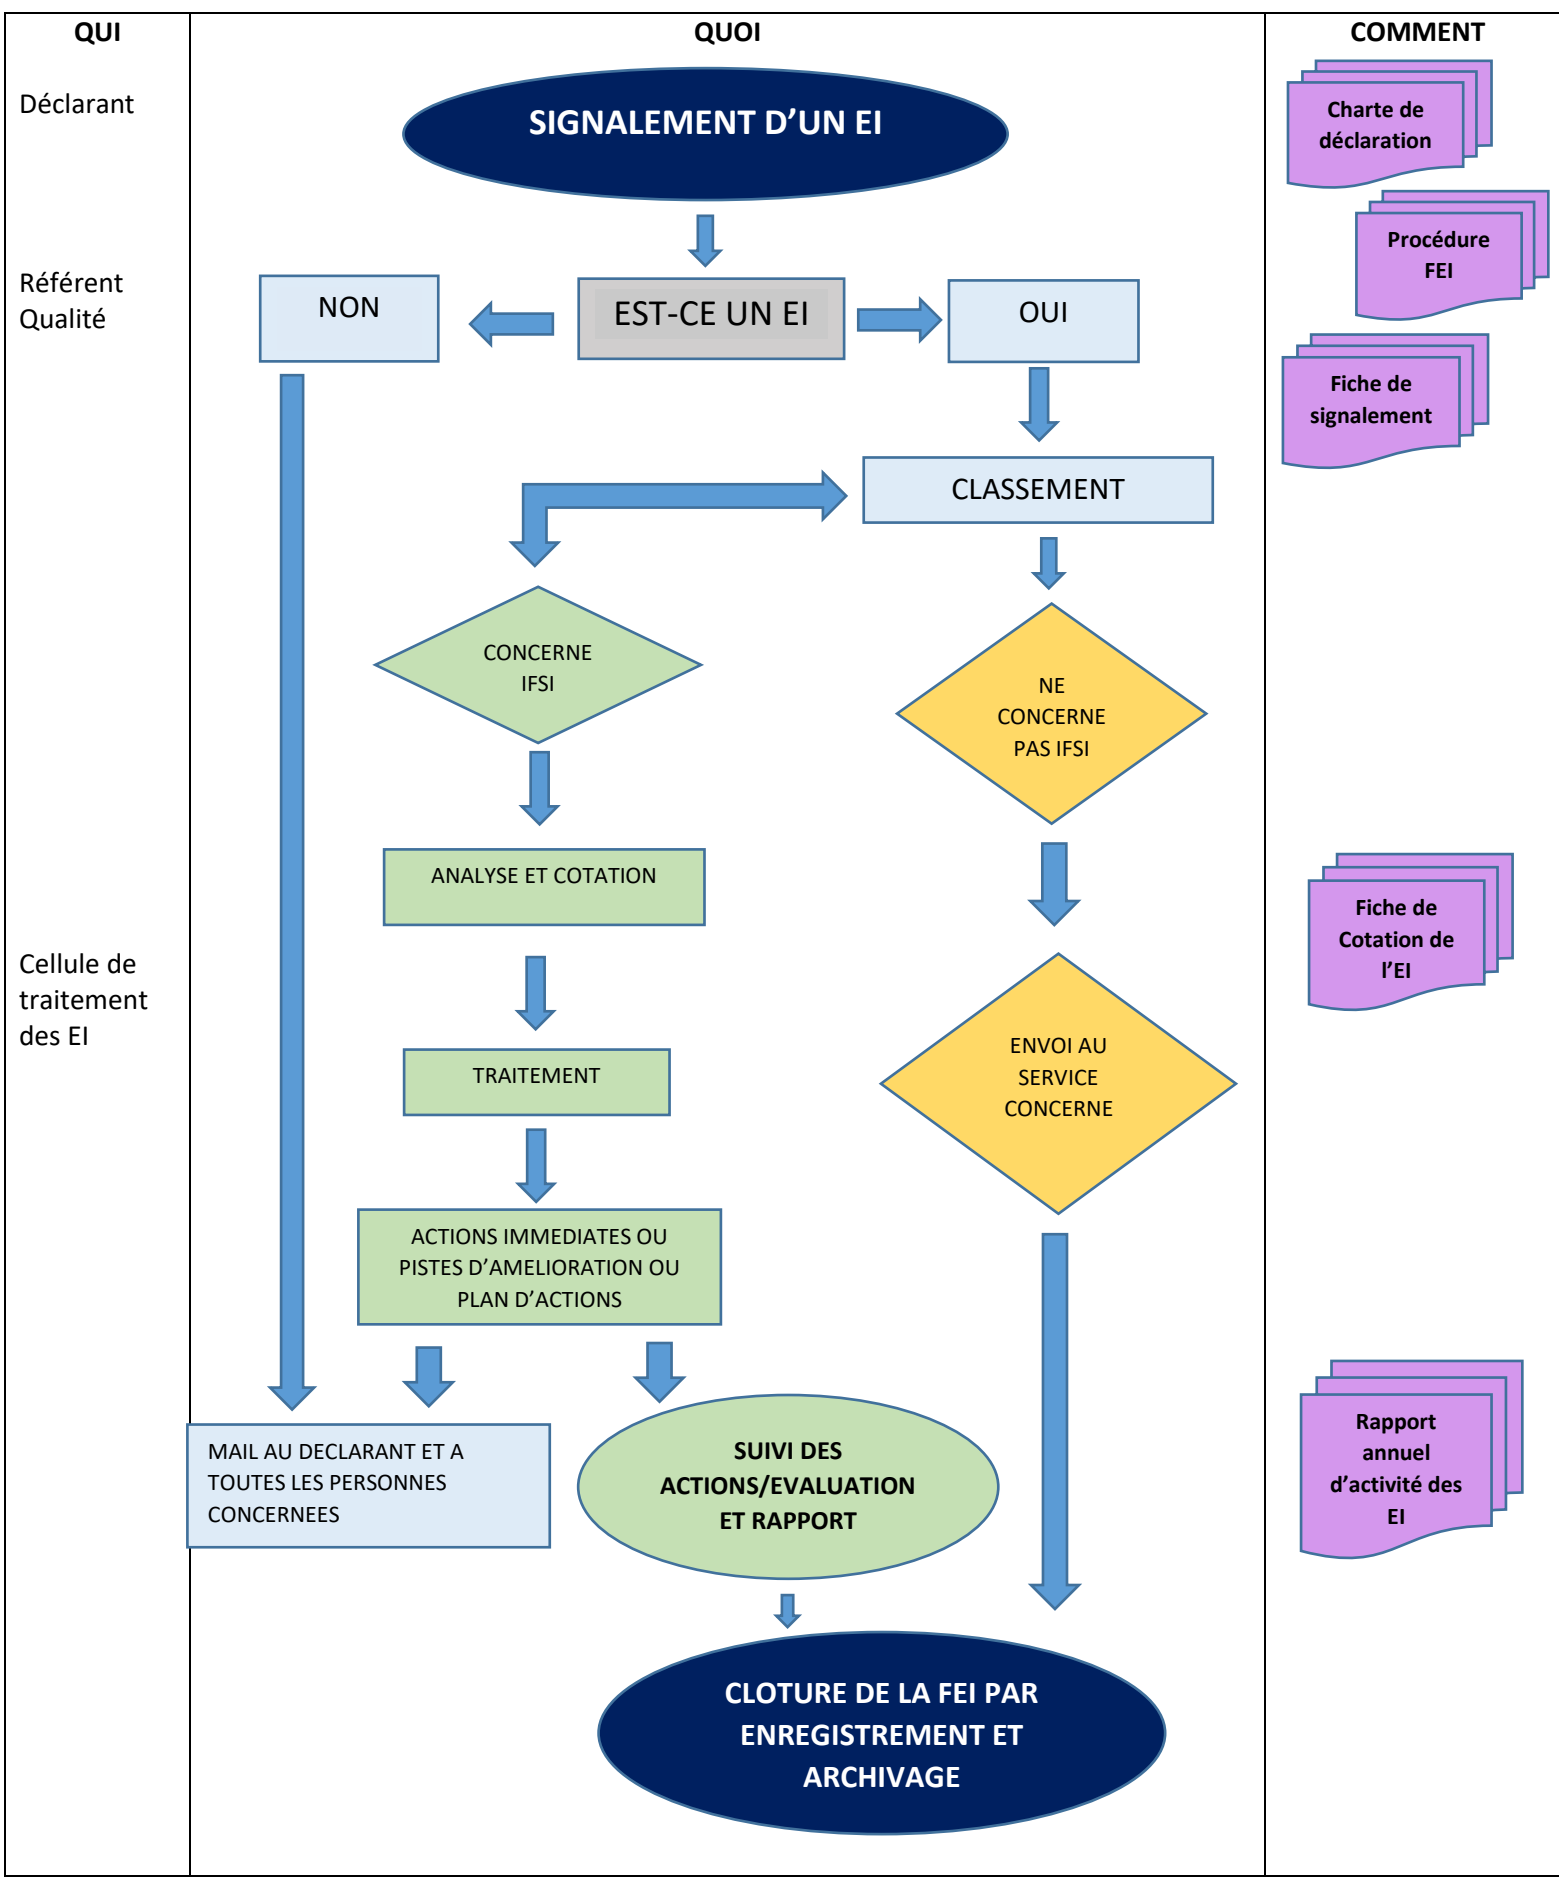 QUI
QUOI
COMMENT
Déclarant
SIGNALEMENT D’UN EI
Charte de
déclaration
Procédure
FEI
Référent
Qualité
NON
EST-CE UN EI
OUI
Fiche de
signalement
CLASSEMENT
CONCERNE
IFSI
NE
CONCERNE
PAS IFSI
ANALYSE ET COTATION
Fiche de
Cotation de
l’EI
Cellule de
traitement
des EI
TRAITEMENT
ENVOI AU
SERVICE
CONCERNE
ACTIONS IMMEDIATES OU
PISTES D’AMELIORATION OU
PLAN D’ACTIONS
MAIL AU DECLARANT ET A
TOUTES LES PERSONNES
CONCERNEES
SUIVI DES
ACTIONS/EVALUATION
ET RAPPORT
Rapport
annuel
d’activité des
EI
CLOTURE DE LA FEI PAR
ENREGISTREMENT ET
ARCHIVAGE